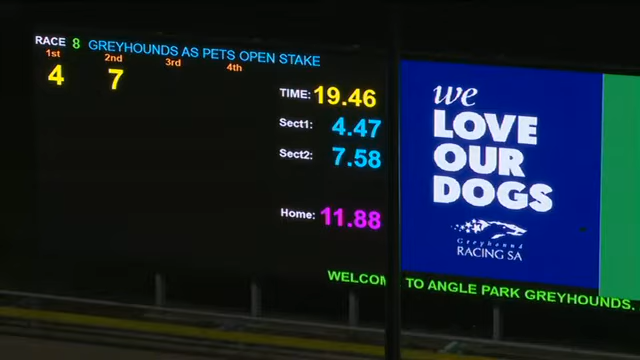 RACE 8 GREYHOUNDS AS PETS OPEN STAKE
1st 2nd 3rd 4th
4 7
TIME: 19.46
Sect1: 4.47
Sect2: 7.58
Home: 11.88
we
LOVE
OUR
DOGS
Greyhound
RACING SA
WELCOM TO ANGLE PARK GREYHOUNDS.